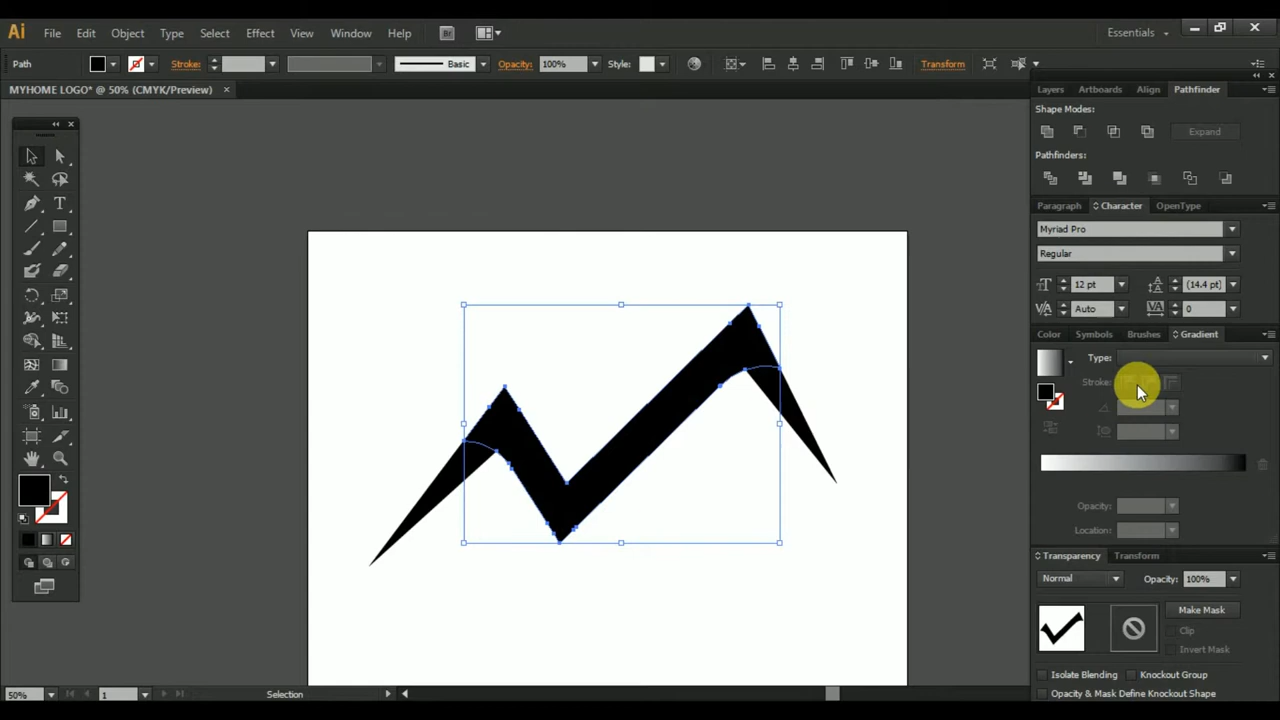 Ai File Edit Object Type Select Effect View Window Help Br Essentials
Path Stroke: Basic Opacity: 100% Style: Transform
MYHOME LOGO* @ 50% (CMYK/Preview) ×
Layers Artboards Align Pathfinder
Shape Modes:
Expand
Pathfinders:
Paragraph Character OpenType
Myriad Pro
Regular
12 pt (14.4 pt)
Auto 0
Color Symbols Brushes Gradient
Type:
Stroke:
Opacity:
Location:
Transparency Transform
Normal Opacity: 100%
Make Mask
Clip
Invert Mask
Isolate Blending Knockout Group
Opacity & Mask Define Knockout Shape
50% 1 Selection